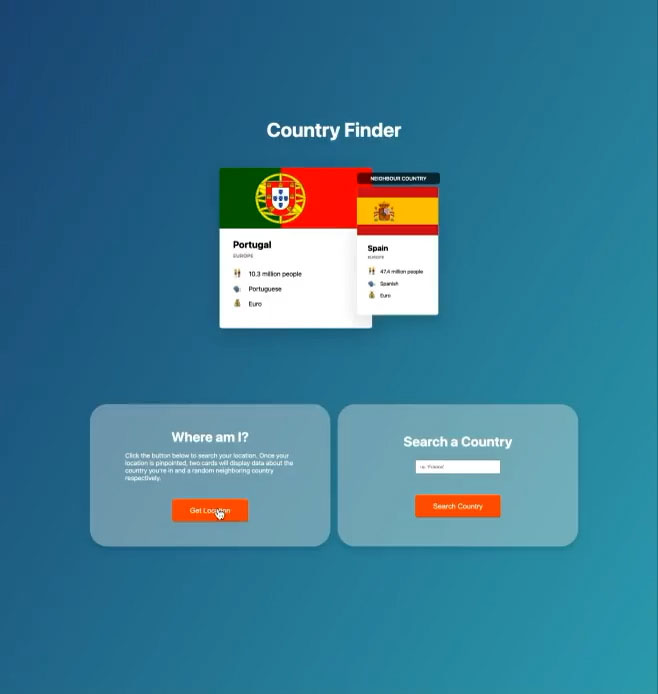 Country Finder
NEIGHBOUR COUNTRY
Portugal
EUROPE
10.3 million people
Portuguese
Euro
Spain
EUROPE
47.4 million people
Spanish
Euro
Where am I?
Click the button below to search your location. Once your
location is pinpointed, two cards will display data about the
country you're in and a random neighboring country
respectively.
Get Location
Search a Country
Search Country